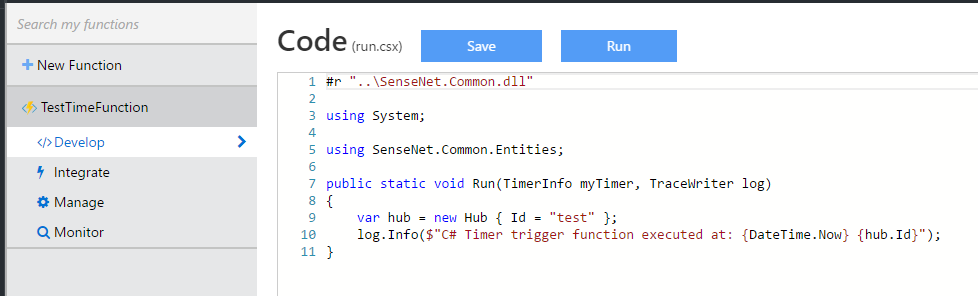 Search my functions
New Function
TestTimeFunction
</> Develop
Integrate
Manage
Monitor
Code (run.csx)
Save
Run
1 #r "..\SenseNet.Common.dll"
2
3 using System;
4
5 using SenseNet.Common.Entities;
6
7 public static void Run(TimerInfo myTimer, TraceWriter log)
8 {
9     var hub = new Hub { Id = "test" };
10     log.Info($"C# Timer trigger function executed at: {DateTime.Now} {hub.Id}");
11 }